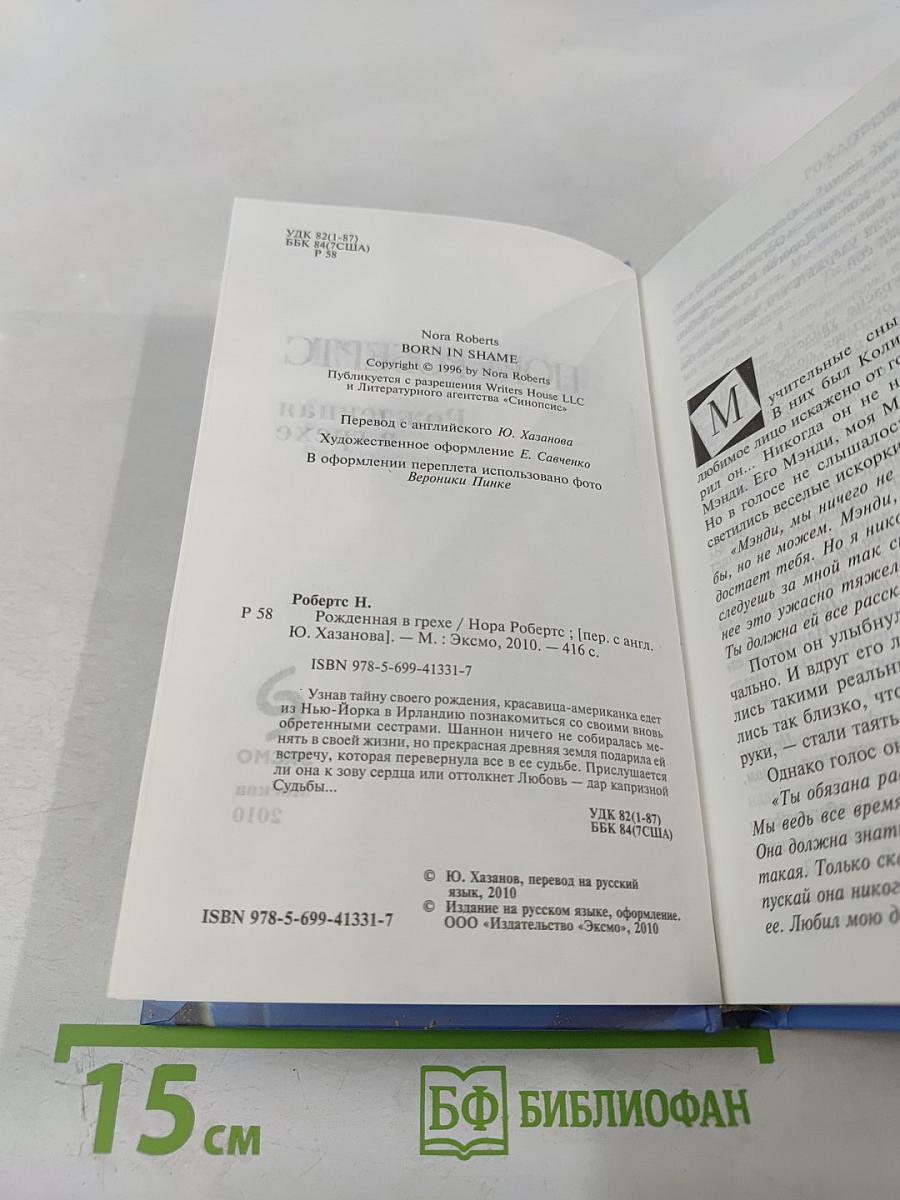 УДК 82(1-87)
ББК 84(7США)
Р 58
Nora Roberts
BORN IN SHAME
Copyright © 1996 by Nora Roberts
Публикуется с разрешения Writers House LLC
и Литературного агентства «Синопсис»
Перевод с английского Ю. Хазанова
Художественное оформление Е. Савченко
В оформлении переплета использовано фото
Вероники Пинке
Робертс Н.
Р 58 Рожденная в грехе / Нора Робертс ; [пер. с англ.
Ю. Хазанова]. — М. : Эксмо, 2010. — 416 с.
ISBN 978-5-699-41331-7
Узнав тайну своего рождения, красавица-американка едет
из Нью-Йорка в Ирландию познакомиться со своими вновь
обретенными сестрами. Шаннон ничего не собиралась ме-
нять в своей жизни, но прекрасная древняя земля подарила ей
встречу, которая перевернула все в ее судьбе. Прислушается
ли она к зову сердца или оттолкнет Любовь — дар капризной
Судьбы...
УДК 82(1-87)
ББК 84(7США)
© Ю. Хазанов, перевод на русский
язык, 2010
© Издание на русском языке, оформление.
ООО «Издательство «Эксмо», 2010
ISBN 978-5-699-41331-7
Мучительные сны
В них был Коли
любимое лицо искажено от го
рил он... Никогда он не н
Мэнди. Его Мэнди, моя М
Но в голосе не слышалос
светились веселые искорки
«Мэнди, мы ничего не
бы, но не можем. Мэнди,
достает тебя. Но я нико
следуешь за мной так с
нее это ужасно тяжел
Ты должна ей все расск
Потом он улыбнул
чально. И вдруг его л
лись такими реальны
лись так близко, что
руки, — стали таять
Однако голос он
«Ты обязана ра
Мы ведь все время
Она должна знать
такая. Только ска
пускай она никог
ее. Любил мою д
15 см
БФ БИБЛИОФАН